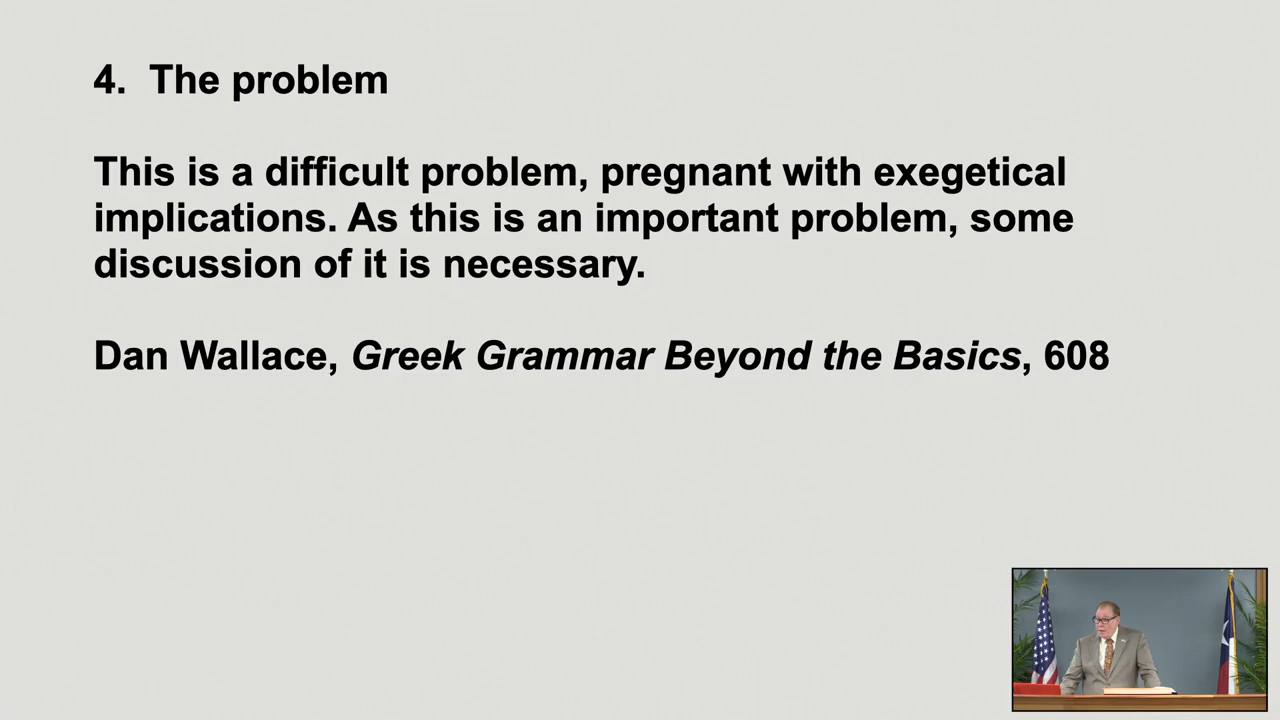 4. The problem
This is a difficult problem, pregnant with exegetical
implications. As this is an important problem, some
discussion of it is necessary.
Dan Wallace, Greek Grammar Beyond the Basics, 608